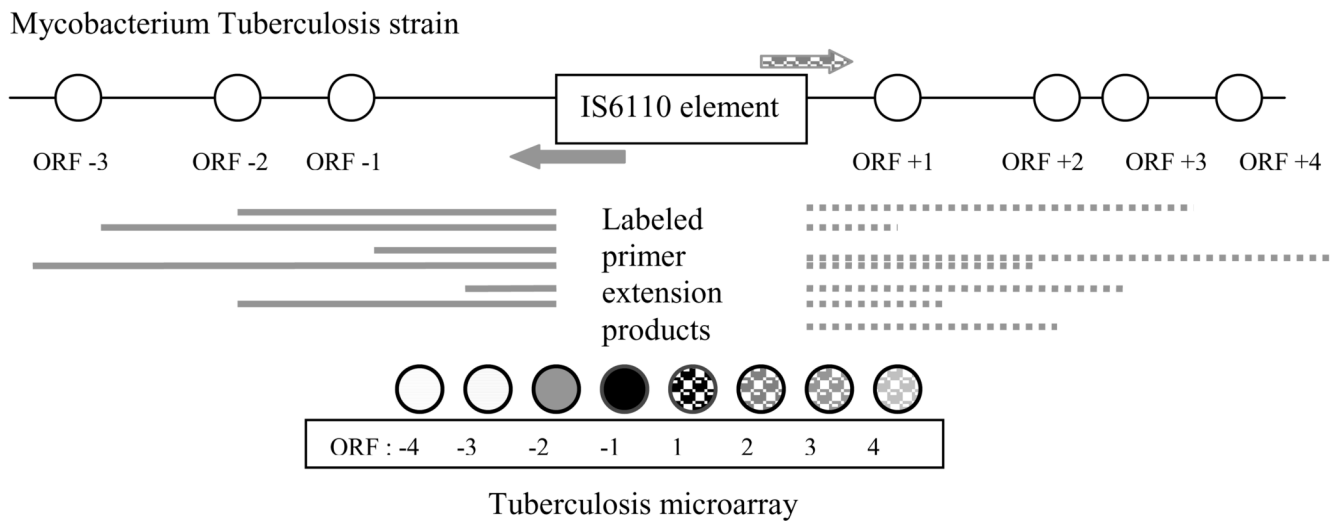 Mycobacterium Tuberculosis strain
IS6110 element
ORF -3 ORF -2 ORF -1 ORF +1 ORF +2 ORF +3 ORF +4
Labeled
primer
extension
products
ORF : -4 -3 -2 -1 1 2 3 4
Tuberculosis microarray